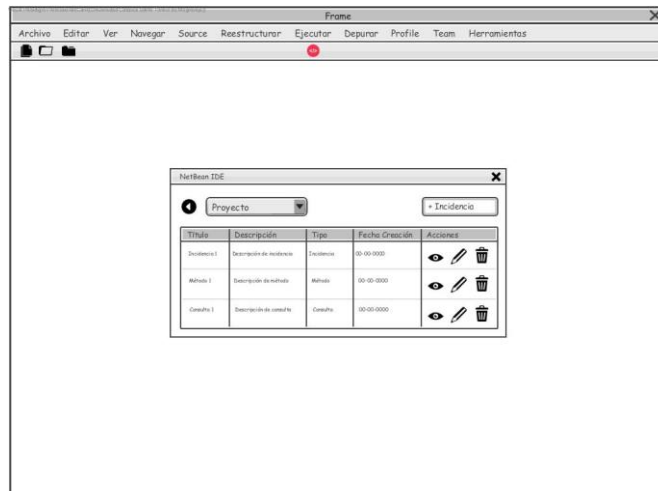 Frame
Archivo Editar Ver Navegar Source Reestructurar Ejecutar Depurar Profile Team Herramientas
NetBean IDE
Proyecto
+ Incidencia
Título Descripción Tipo Fecha Creación Acciones
Incidencia 1 Descripción de incidencia Incidencia 00-00-0000
Método 1 Descripción de método Método 00-00-0000
Consulta 1 Descripción de consulta Consulta 00-00-0000